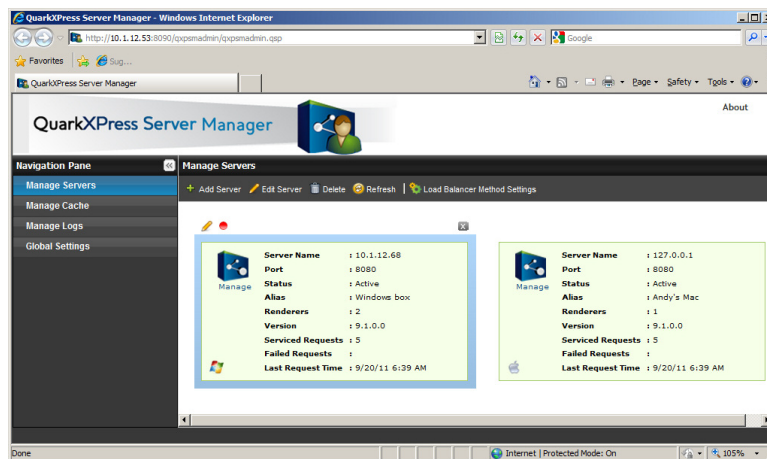 QuarkXPress Server Manager - Windows Internet Explorer
http://10.1.12.53:8090/qxpsmadmin/qxpsmadmin.qsp
Google
Favorites Sug...
QuarkXPress Server Manager
Page Safety Tools
About
QuarkXPress Server Manager
Navigation Pane
Manage Servers
Manage Cache
Manage Logs
Global Settings
Manage Servers
Add Server Edit Server Delete Refresh | Load Balancer Method Settings
Manage
Server Name : 10.1.12.68
Port : 8080
Status : Active
Alias : Windows box
Renderers : 2
Version : 9.1.0.0
Serviced Requests : 5
Failed Requests :
Last Request Time : 9/20/11 6:39 AM
Manage
Server Name : 127.0.0.1
Port : 8080
Status : Active
Alias : Andy's Mac
Renderers : 1
Version : 9.1.0.0
Serviced Requests : 5
Failed Requests :
Last Request Time : 9/20/11 6:39 AM
Done
Internet | Protected Mode: On
105%